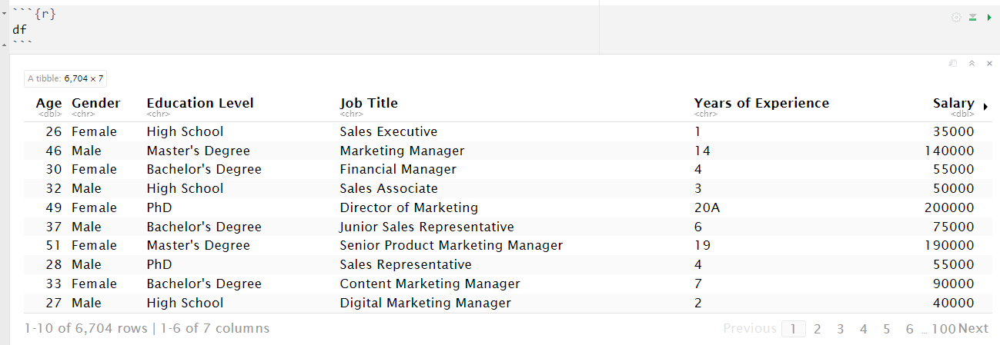 ```{r}
df
```
A tibble: 6,704 × 7
Age Gender Education Level Job Title Years of Experience Salary
<dbl> <chr> <chr> <chr> <chr> <dbl>
26 Female High School Sales Executive 1 35000
46 Male Master's Degree Marketing Manager 14 140000
30 Female Bachelor's Degree Financial Manager 4 55000
32 Male High School Sales Associate 3 50000
49 Female PhD Director of Marketing 20A 200000
37 Male Bachelor's Degree Junior Sales Representative 6 75000
51 Female Master's Degree Senior Product Marketing Manager 19 190000
28 Male PhD Sales Representative 4 55000
33 Female Bachelor's Degree Content Marketing Manager 7 90000
27 Male High School Digital Marketing Manager 2 40000
1-10 of 6,704 rows | 1-6 of 7 columns Previous 1 2 3 4 5 6 ... 100 Next